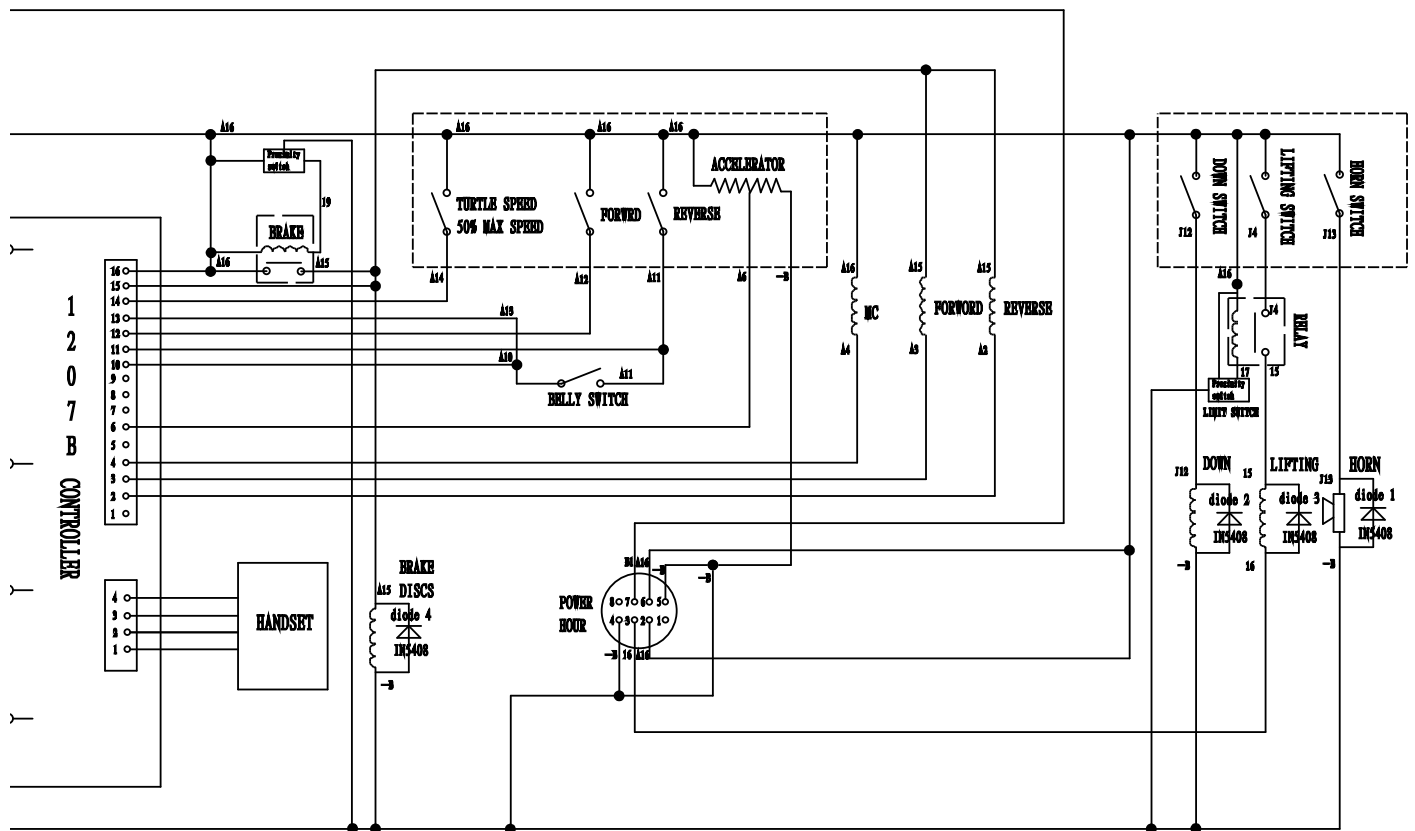 A16
A16
A16
A16
Proximity
switch
ACCELERATOR
DOWN SWITCH
LIFTING SWITCH
HORN SWITCH
19
TURTLE SPEED
50% MAX SPEED
FORWRD
REVERSE
BRAKE
J12
J4
J13
A16
A15
A14
A12
A11
A6
—B
A16
A15
A15
A16
1207B CONTROLLER
16
15
14
13
12
11
10
9
8
7
6
5
4
3
2
1
A13
A10
A11
BELLY SWITCH
MC
FORWORD
REVERSE
A4
A3
A2
J4
RELAY
17
15
Proximity
switch
LIMIT SWITCH
J12
DOWN
15
LIFTING
J13
HORN
diode 2
IN5408
diode 3
IN5408
diode 1
IN5408
—B
16
—B
4
3
2
1
HANDSET
BRAKE
DISCS
A15
diode 4
IN5408
—B
POWER
HOUR
A16
—B
—B
8
7
6
5
4
3
2
1
—B
16
A16